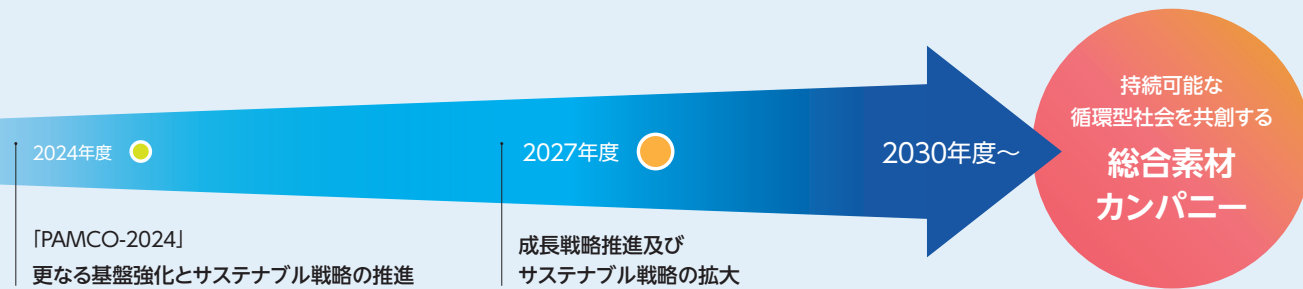 2024年度
「PAMCO-2024」
更なる基盤強化とサステナブル戦略の推進
2027年度
成長戦略推進及び
サステナブル戦略の拡大
2030年度～
持続可能な
循環型社会を共創する
総合素材
カンパニー